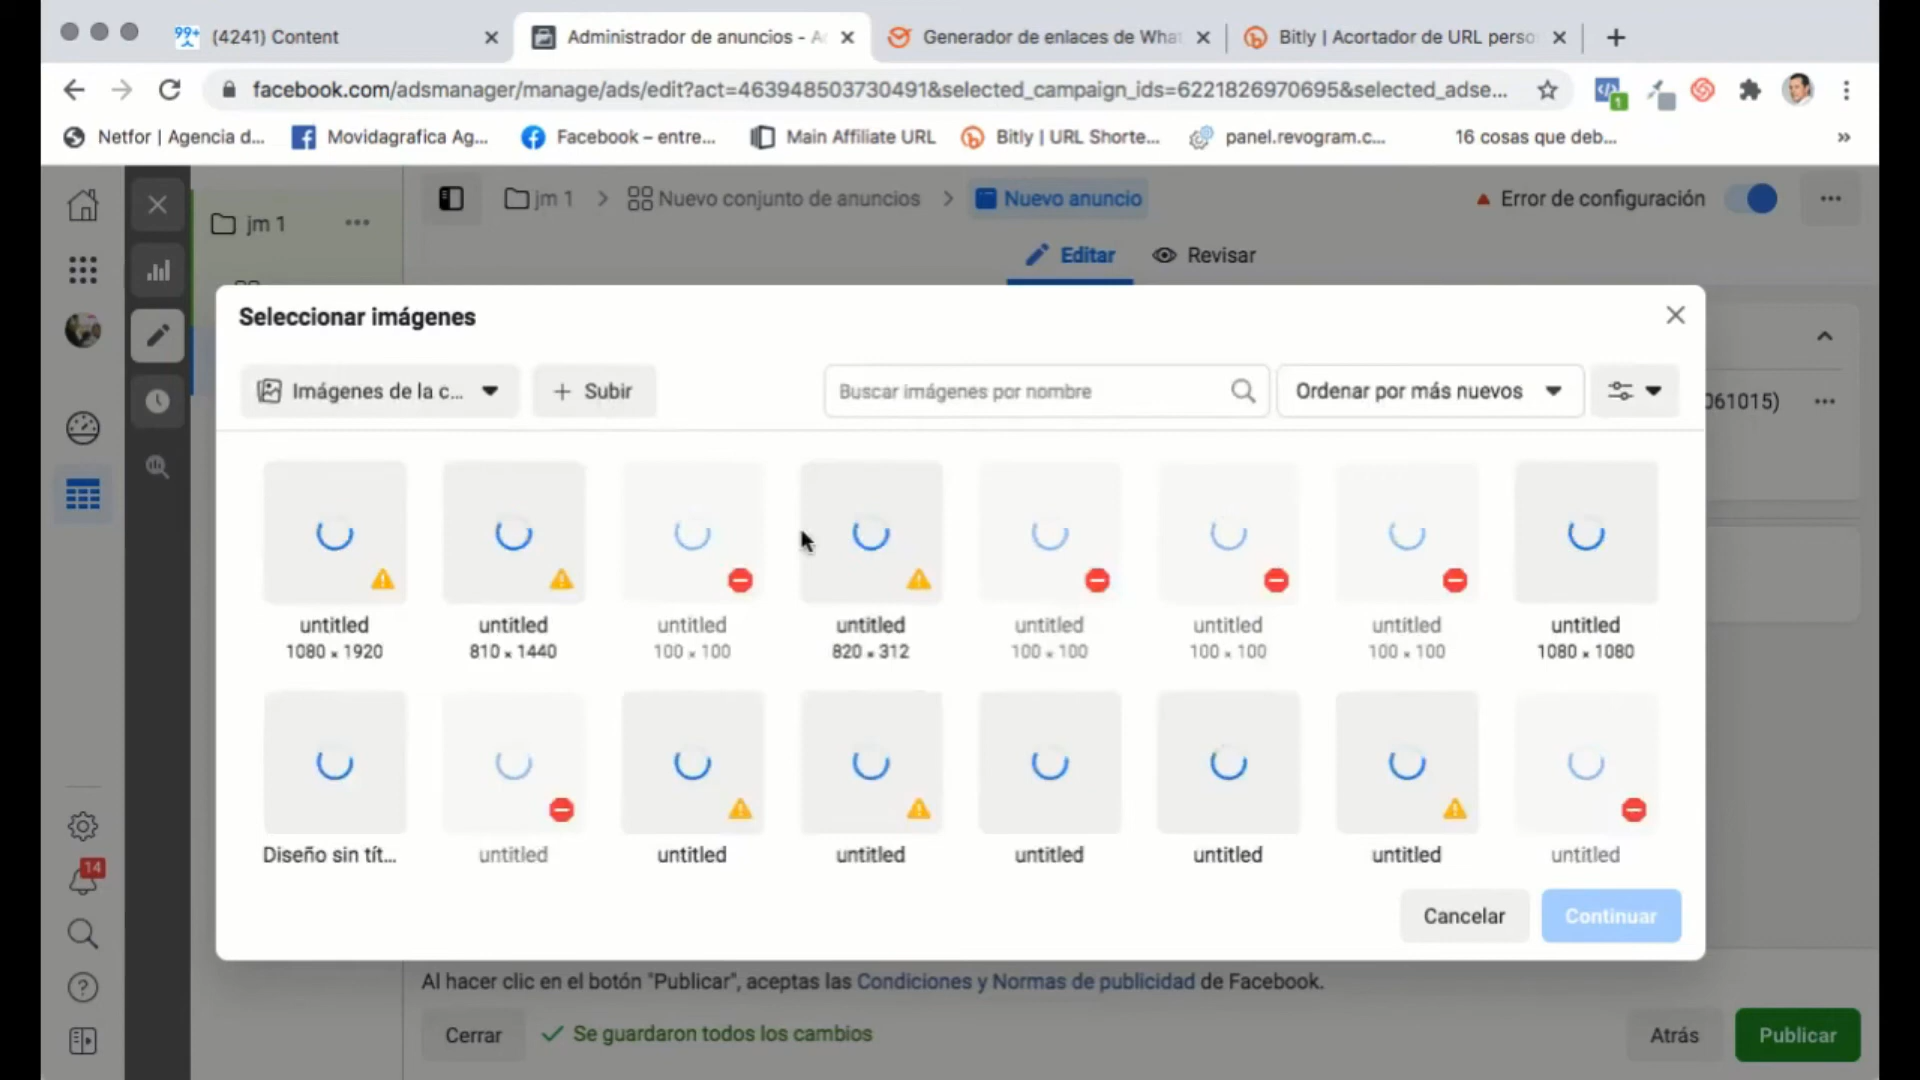 (4241) Content
Administrador de anuncios - A
Generador de enlaces de Wha
Bitly | Acortador de URL perso
facebook.com/adsmanager/manage/ads/edit?act=463948503730491&selected_campaign_ids=6221826970695&selected_adse...
1
Netfor | Agencia d...
Movidagrafica Ag...
Facebook – entre...
Main Affiliate URL
Bitly | URL Shorte...
panel.revogram.c...
16 cosas que deb...
»
jm 1
jm 1 > Nuevo conjunto de anuncios > Nuevo anuncio
Error de configuración
Editar
Revisar
Seleccionar imágenes
Imágenes de la c...
+ Subir
Buscar imágenes por nombre
Ordenar por más nuevos
061015)
untitled untitled untitled untitled untitled untitled untitled untitled
1080 × 1920 810 × 1440 100 × 100 820 × 312 100 × 100 100 × 100 100 × 100 1080 × 1080
Diseño sin tít... untitled untitled untitled untitled untitled untitled untitled
Cancelar
Continuar
14
Al hacer clic en el botón "Publicar", aceptas las Condiciones y Normas de publicidad de Facebook.
Cerrar
Se guardaron todos los cambios
Atrás
Publicar